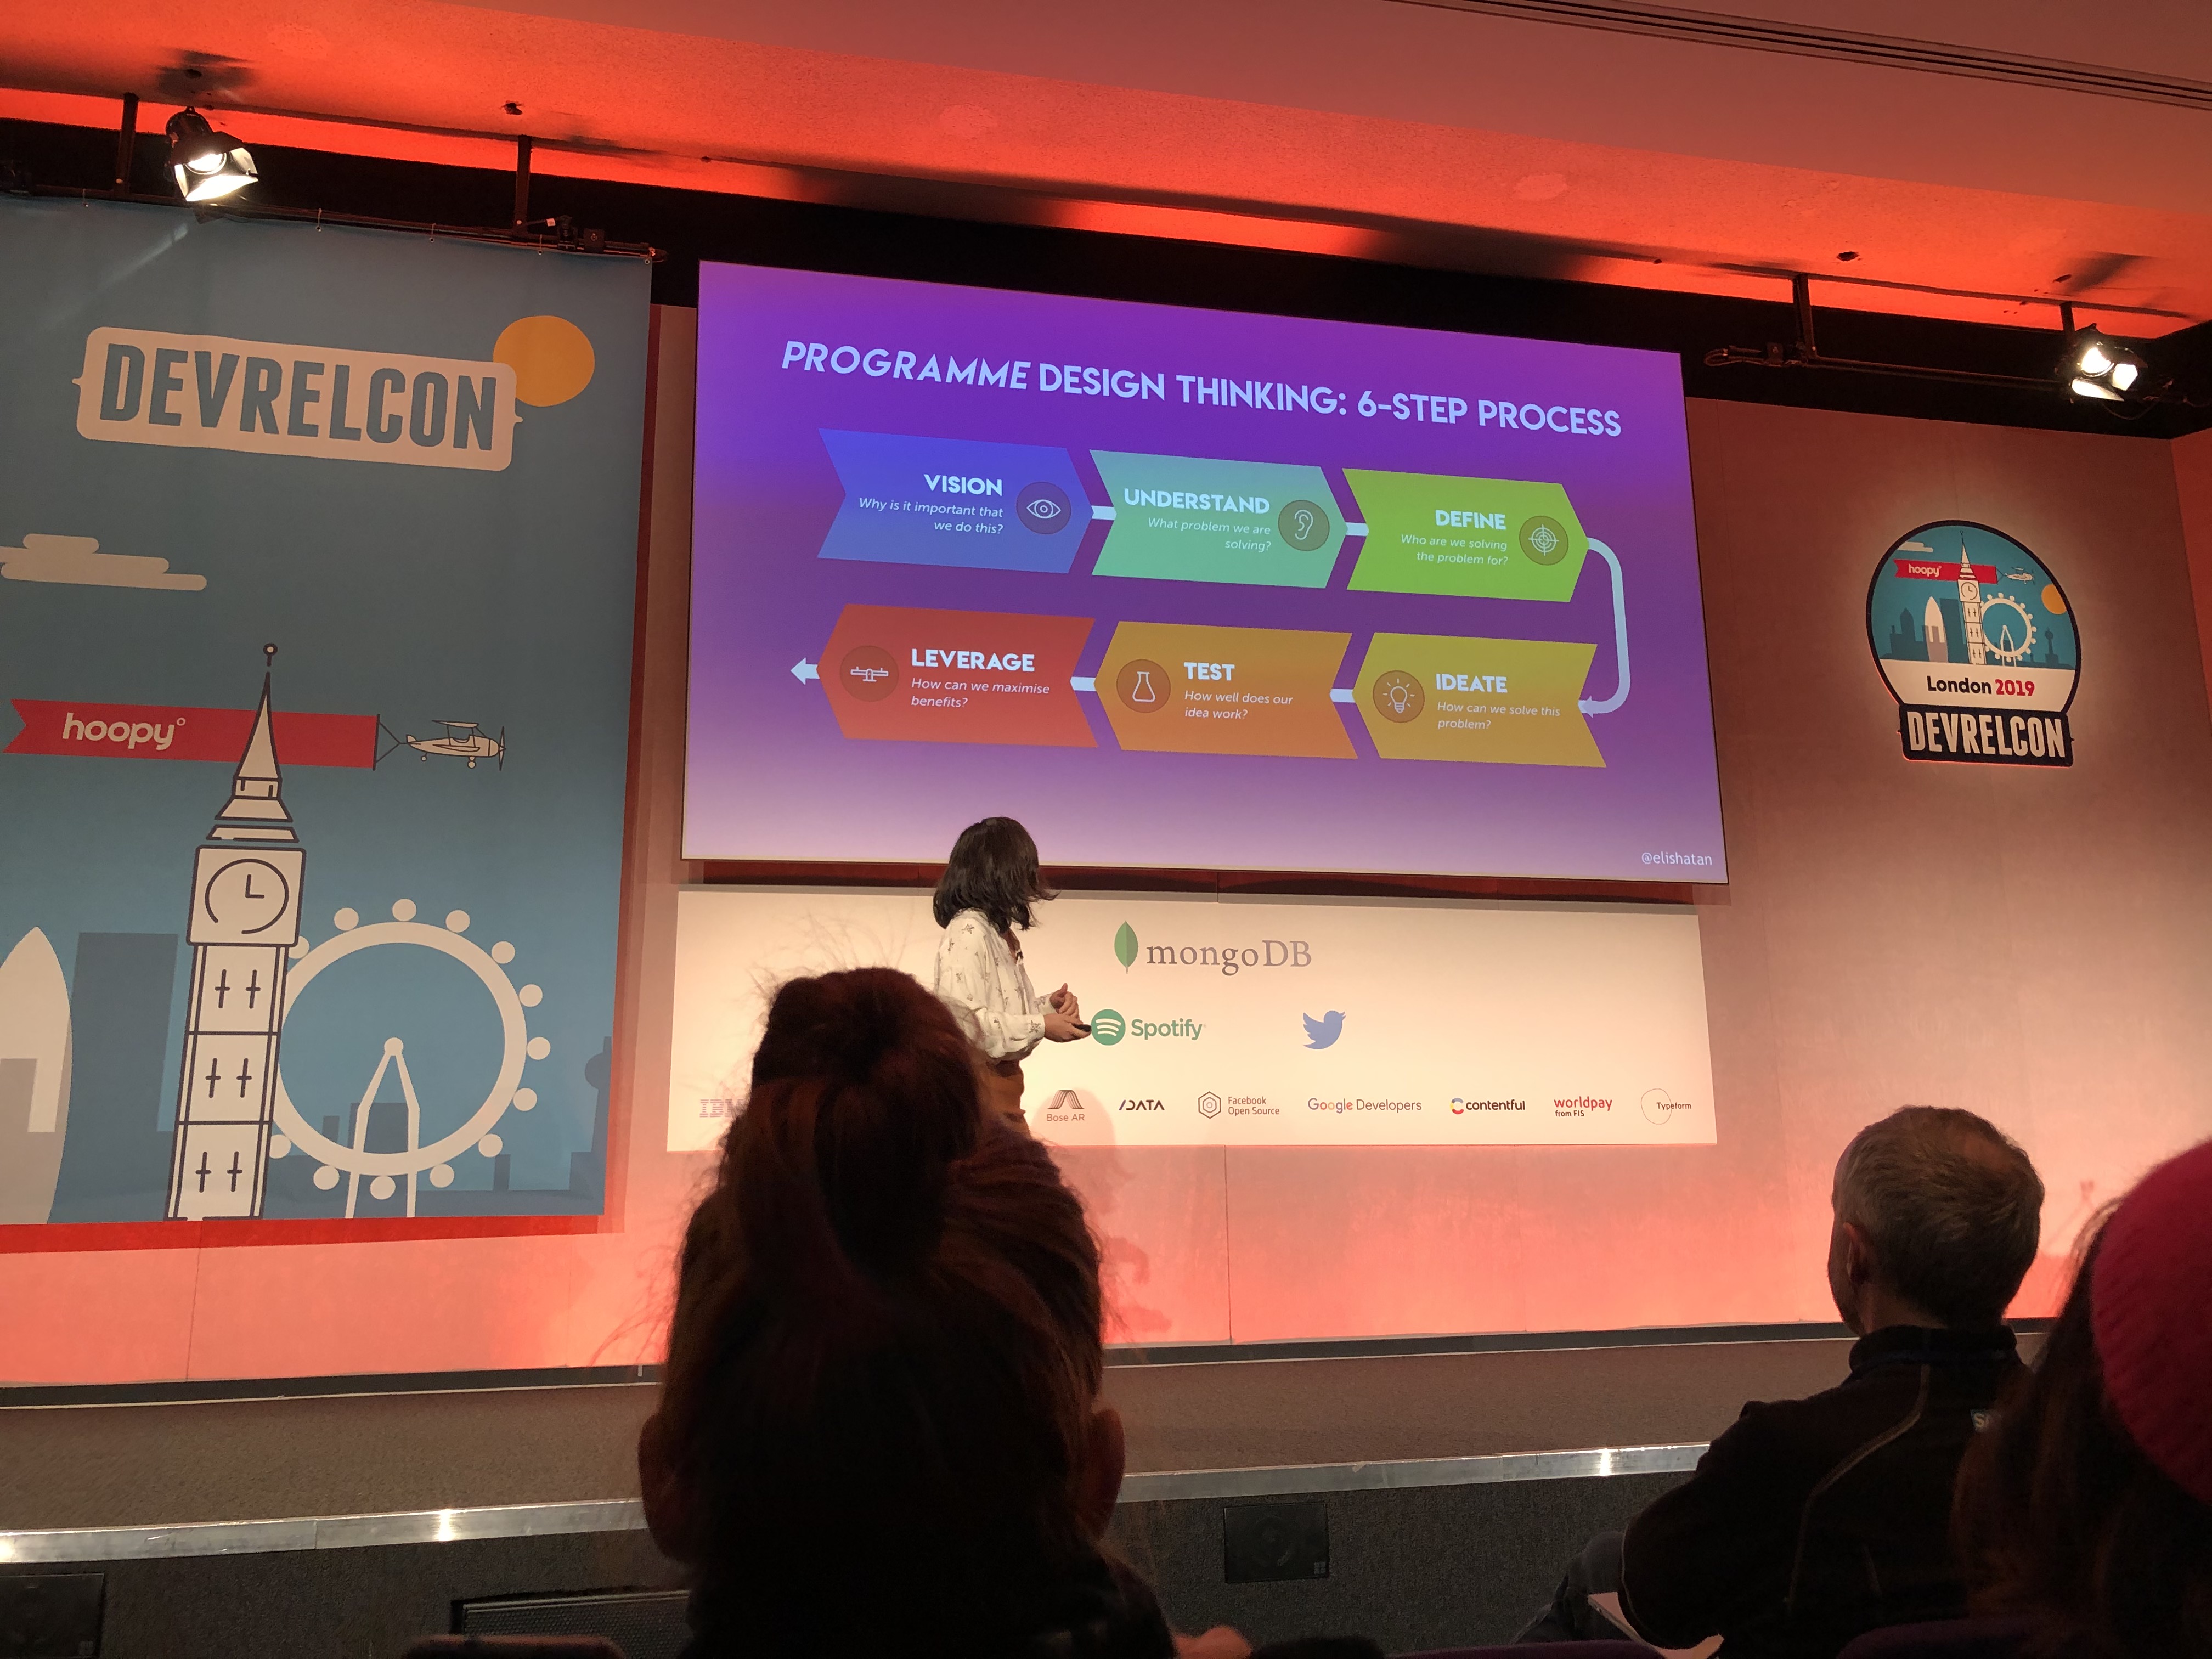 DEVRELCON
hoopy°
PROGRAMME DESIGN THINKING: 6-STEP PROCESS
VISION
Why is it important that
we do this?
UNDERSTAND
What problem we are
solving?
DEFINE
Who are we solving
the problem for?
LEVERAGE
How can we maximise
benefits?
TEST
How well does our
idea work?
IDEATE
How can we solve this
problem?
@elishatan
hoopy°
London 2019
DEVRELCON
mongoDB
Spotify
Bose AR
/DATA
Facebook
Open Source
Google Developers
contentful
worldpay
from FIS
Typeform